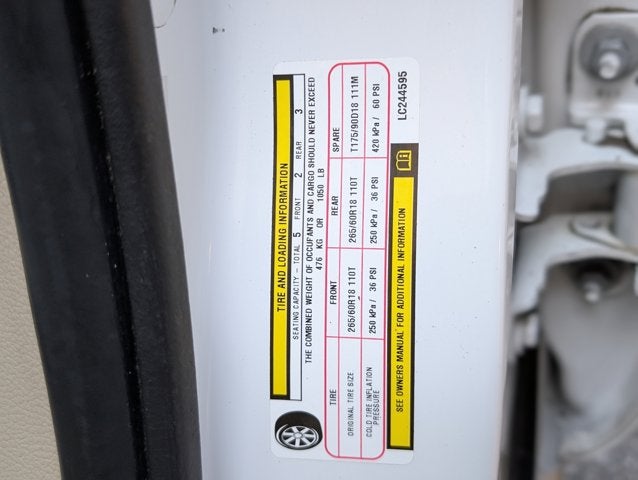 TIRE AND LOADING INFORMATION
SEATING CAPACITY – TOTAL 5 FRONT 2 REAR 3
THE COMBINED WEIGHT OF OCCUPANTS AND CARGO SHOULD NEVER EXCEED
476 KG OR 1050 LB
TIRE FRONT REAR SPARE
ORIGINAL TIRE SIZE 265/60R18 110T 265/60R18 110T T175/90D18 111M
COLD TIRE INFLATION PRESSURE 250 kPa / 36 PSI 250 kPa / 36 PSI 420 kPa / 60 PSI
SEE OWNERS MANUAL FOR ADDITIONAL INFORMATION
LC244595